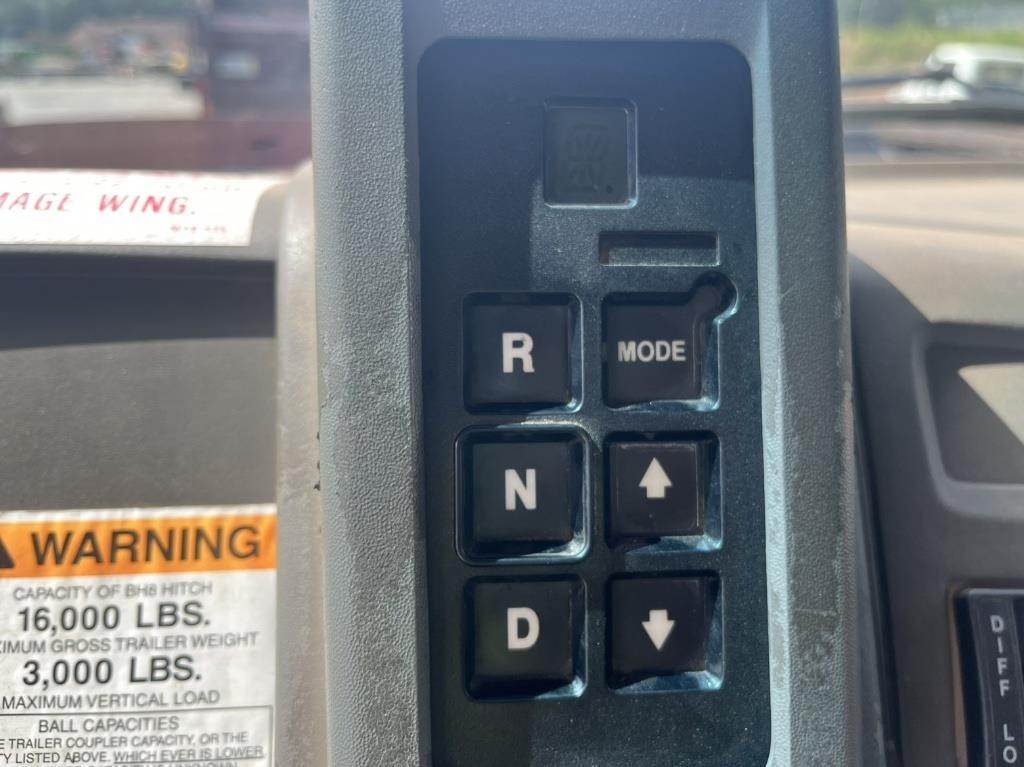 MAGE WING.
R
MODE
N
D
WARNING
CAPACITY OF BH8 HITCH
16,000 LBS.
XIMUM GROSS TRAILER WEIGHT
3,000 LBS.
MAXIMUM VERTICAL LOAD
BALL CAPACITIES
E TRAILER COUPLER CAPACITY, OR THE
TY LISTED ABOVE, WHICH EVER IS LOWER
DIFF LO